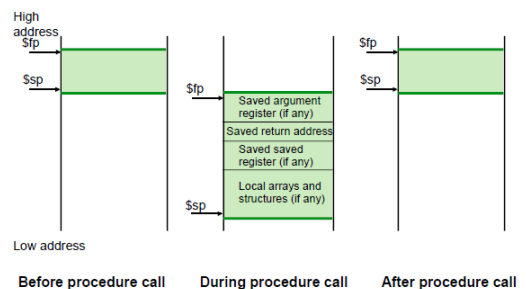 High
address
$fp
$sp
$fp
Saved argument
register (if any)
Saved return address
Saved saved
register (if any)
Local arrays and
structures (if any)
$sp
$fp
$sp
Low address
Before procedure call
During procedure call
After procedure call